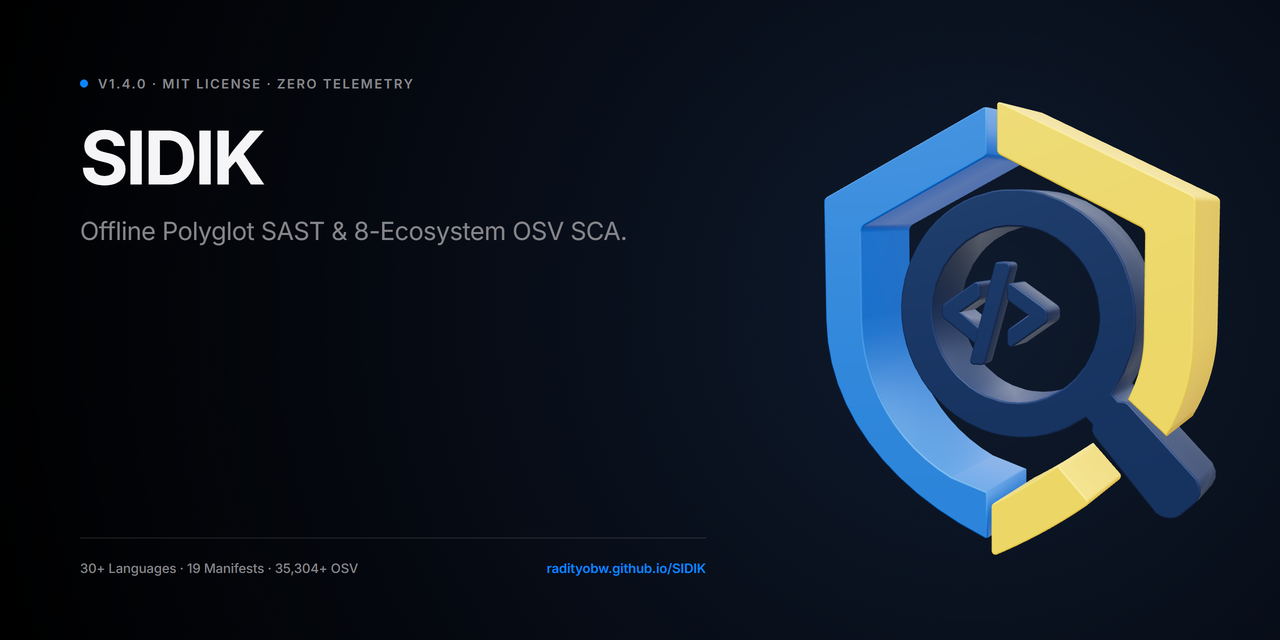 V1.4.0 · MIT LICENSE · ZERO TELEMETRY
SIDIK
Offline Polyglot SAST & 8-Ecosystem OSV SCA.
30+ Languages · 19 Manifests · 35,304+ OSV
radityobw.github.io/SIDIK